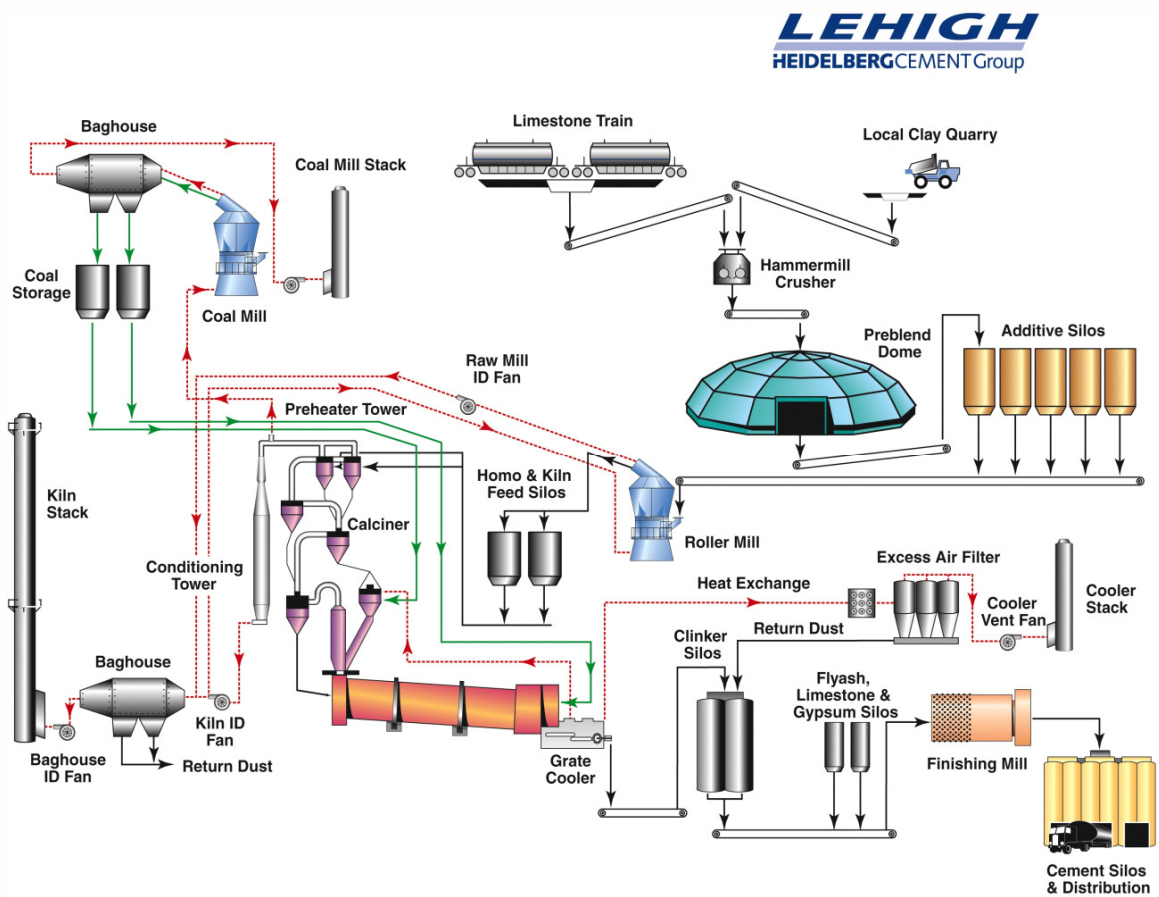 LEHIGH
HEIDELBERGCEMENT Group
Limestone Train
Baghouse
Local Clay Quarry
Coal Mill Stack
Coal
Storage
Hammermill
Crusher
Coal Mill
Preblend
Dome
Additive Silos
Raw Mill
ID Fan
Preheater Tower
Homo & Kiln
Feed Silos
Kiln
Stack
Calciner
Roller Mill
Conditioning
Tower
Excess Air Filter
Heat Exchange
Cooler
Vent Fan
Cooler
Stack
Return Dust
Clinker
Silos
Baghouse
Flyash,
Limestone &
Gypsum Silos
Kiln ID
Fan
Baghouse
ID Fan
Return Dust
Grate
Cooler
Finishing Mill
Cement Silos
& Distribution